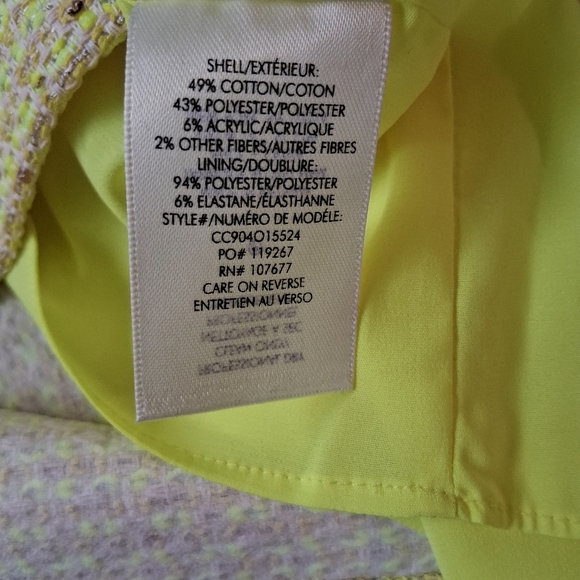 SHELL/EXTÉRIEUR:
49% COTTON/COTON
43% POLYESTER/POLYESTER
6% ACRYLIC/ACRYLIQUE
2% OTHER FIBERS/AUTRES FIBRES
LINING/DOUBLURE:
94% POLYESTER/POLYESTER
6% ELASTANE/ÉLASTHANNE
STYLE#/NUMÉRO DE MODÉLE:
CC904O15524
PO# 119267
RN# 107677
CARE ON REVERSE
ENTRETIEN AU VERSO